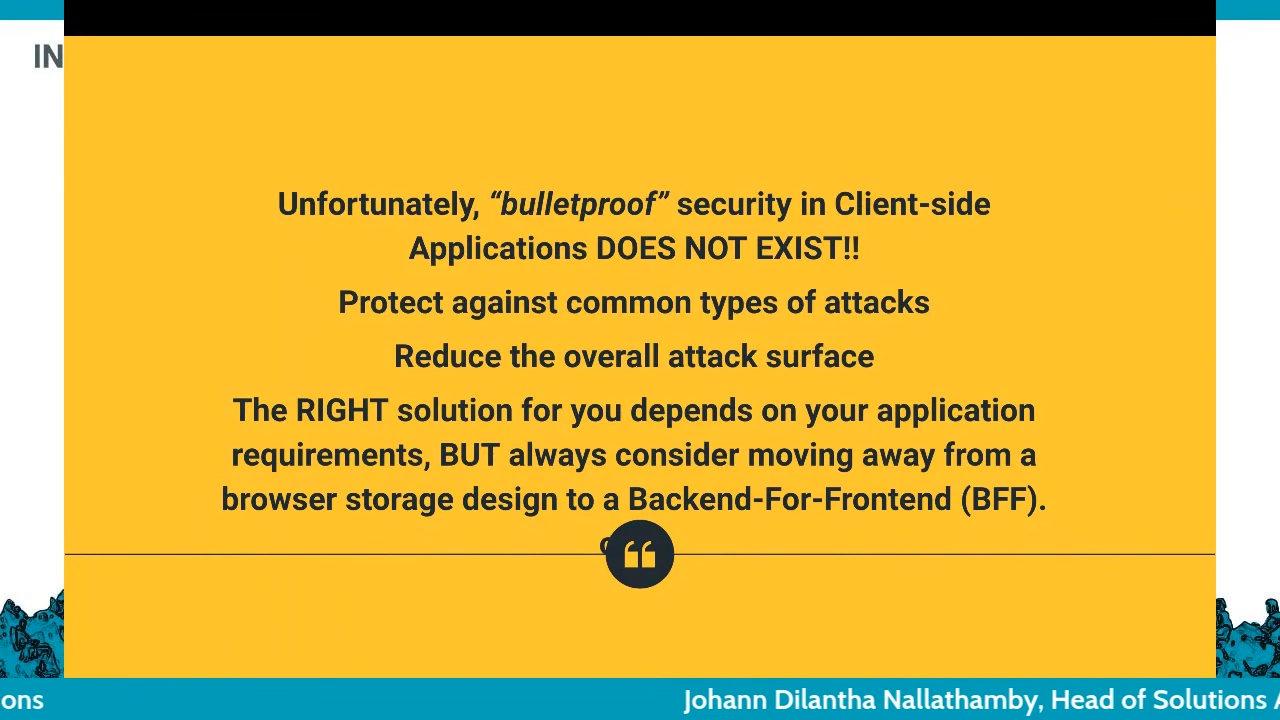 IN
Unfortunately, “bulletproof” security in Client-side
Applications DOES NOT EXIST!!
Protect against common types of attacks
Reduce the overall attack surface
The RIGHT solution for you depends on your application
requirements, BUT always consider moving away from a
browser storage design to a Backend-For-Frontend (BFF).
ons
Johann Dilantha Nallathamby, Head of Solutions A